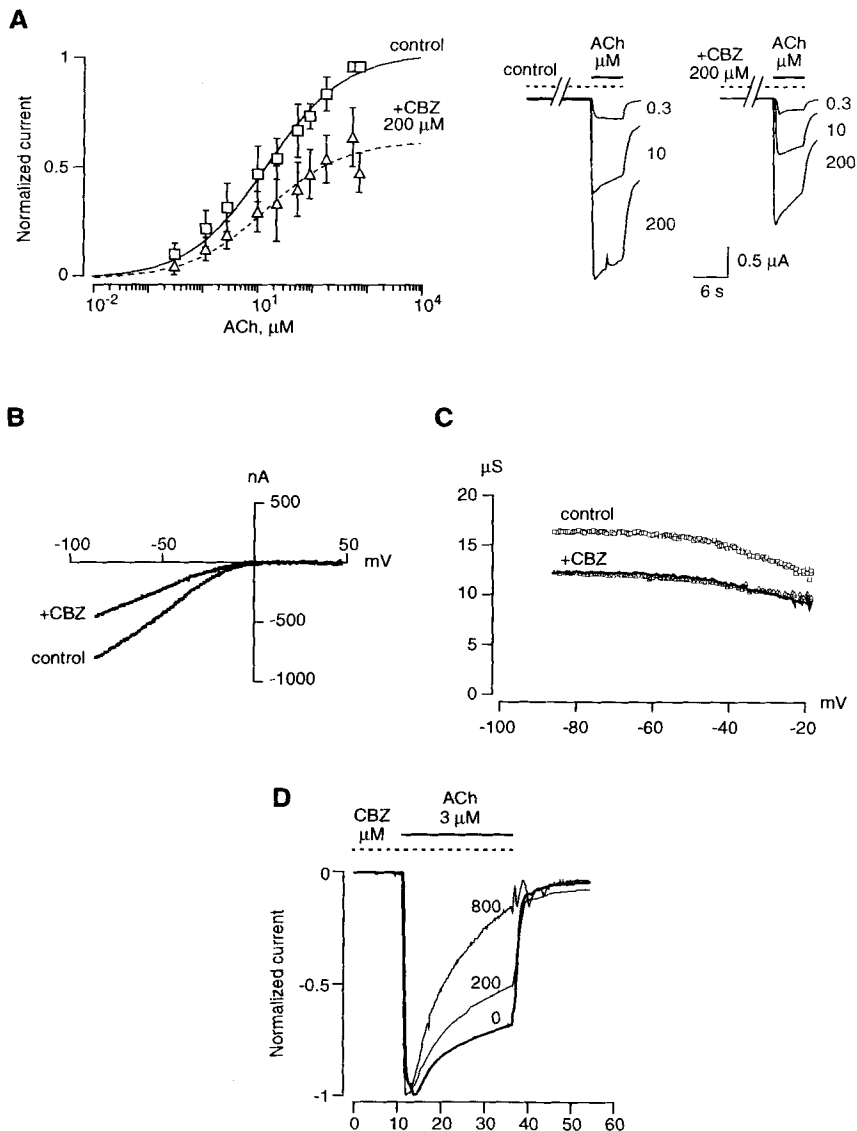 A
Normalized current
1
0.5
0
control
+CBZ
200 µM
10-2
101
104
ACh, µM
control
ACh
µM
0.3
10
200
+CBZ
200 µM
ACh
µM
0.3
10
200
0.5 µA
6 s
B
nA
500
-100
-50
50
mV
+CBZ
control
-500
-1000
C
µS
20
15
10
5
0
control
+CBZ
mV
-100
-80
-60
-40
-20
D
CBZ
µM
ACh
3 µM
Normalized current
0
-0.5
-1
800
200
0
0
10
20
30
40
50
60